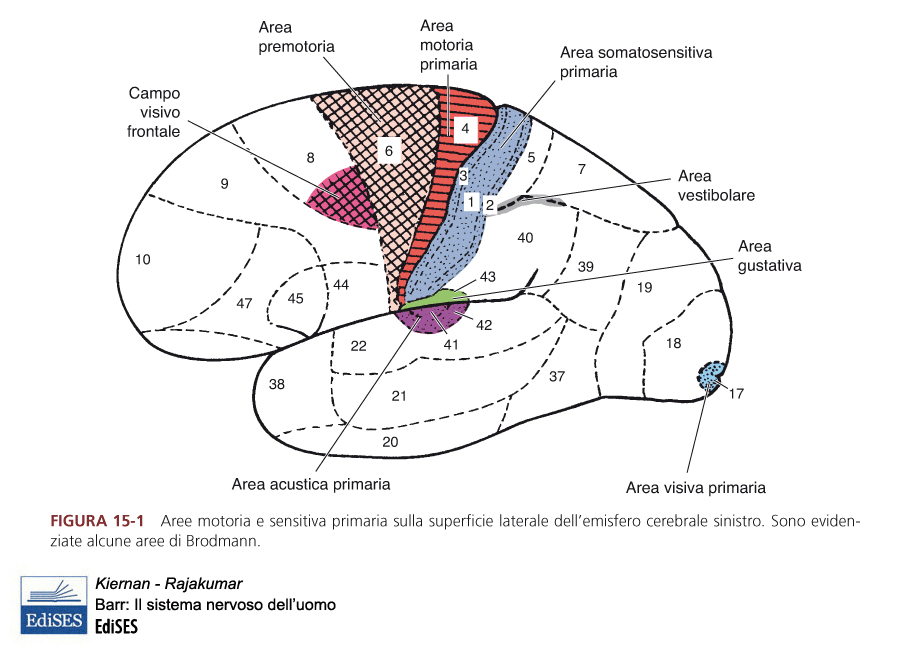 Area
premotoria
Area
motoria
primaria
Area somatosensitiva
primaria
Campo
visivo
frontale
4
6
8
3
5
7
9
1
2
Area
vestibolare
10
40
39
Area
gustativa
43
44
45
47
19
42
41
22
18
38
37
17
21
20
Area acustica primaria
Area visiva primaria
FIGURA 15-1 Aree motoria e sensitiva primaria sulla superficie laterale dell'emisfero cerebrale sinistro. Sono eviden-
ziate alcune aree di Brodmann.
EdiSES
Kiernan - Rajakumar
Barr: Il sistema nervoso dell'uomo
EdiSES